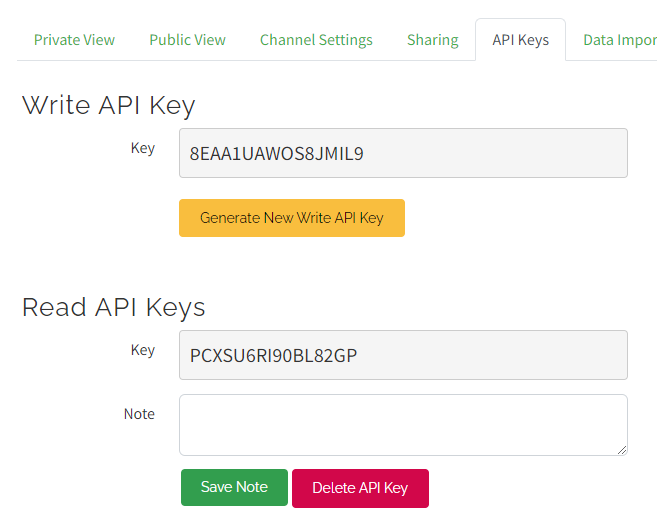 Private View Public View Channel Settings Sharing API Keys Data Impor
Write API Key
Key 8EAA1UAWOS8JMIL9
Generate New Write API Key
Read API Keys
Key PCXSU6RI90BL82GP
Note
Save Note Delete API Key